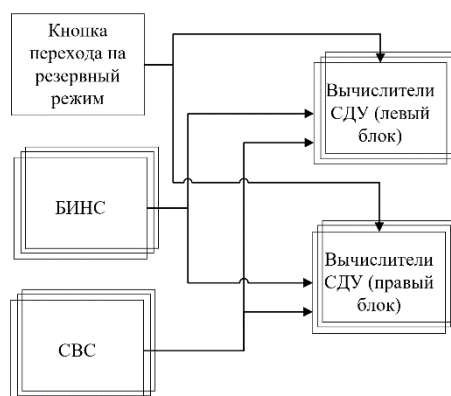 Кнопка
перехода на
резервный
режим
Вычислители
СДУ (левый
блок)
БИНС
Вычислители
СДУ (правый
блок)
СВС